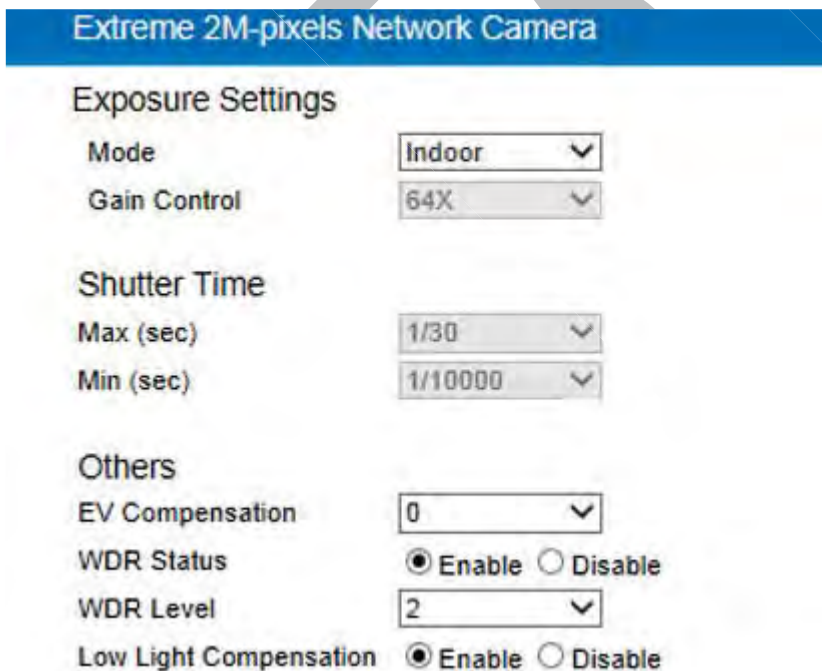 Extreme 2M-pixels Network Camera
Exposure Settings
Mode Indoor
Gain Control 64X
Shutter Time
Max (sec) 1/30
Min (sec) 1/10000
Others
EV Compensation 0
WDR Status Enable Disable
WDR Level 2
Low Light Compensation Enable Disable